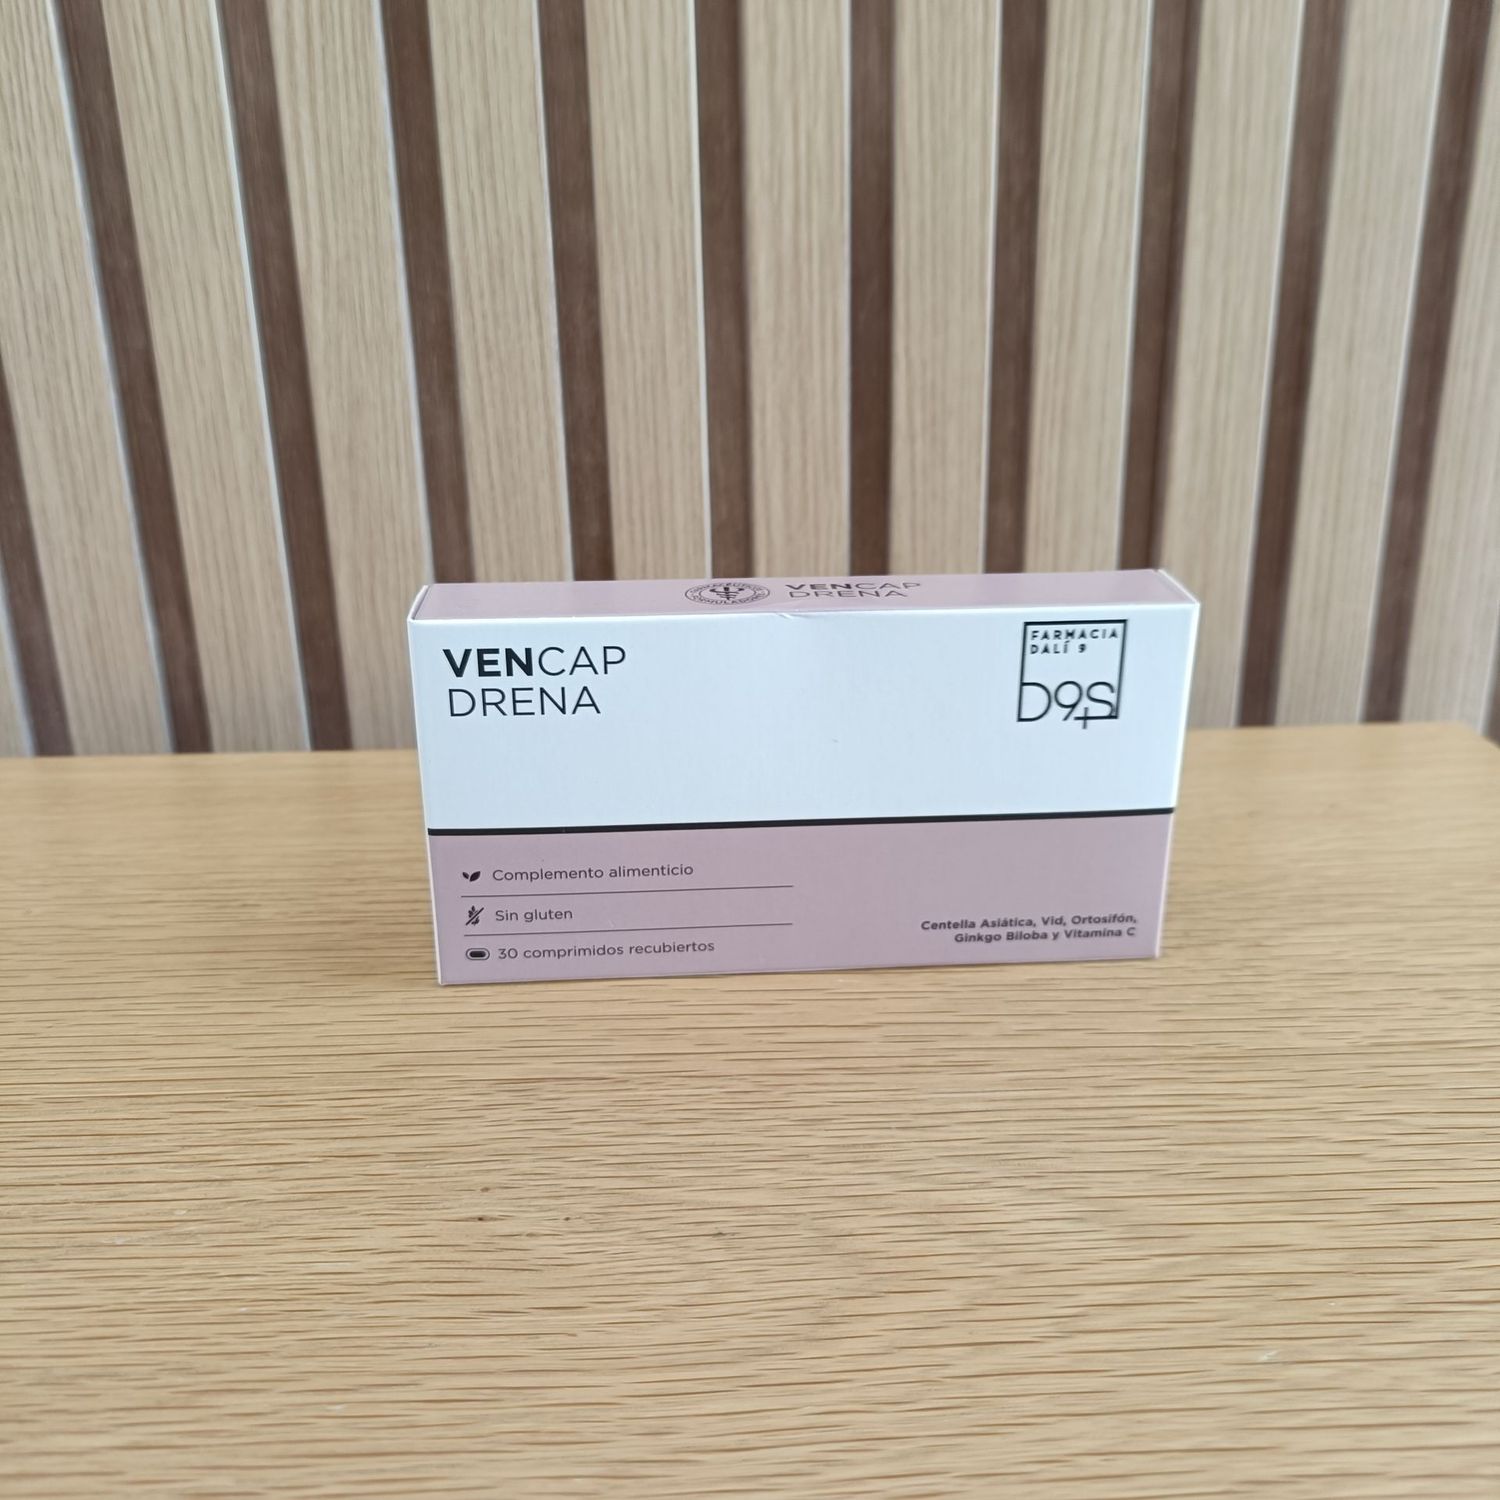 VENCAP
DRENA
VENCAP
DRENA
FARMACIA
DALÍ 9
D9S
Complemento alimenticio
Sin gluten
30 comprimidos recubiertos
Centella Asiática, Vid, Ortosifón,
Ginkgo Biloba y Vitamina C